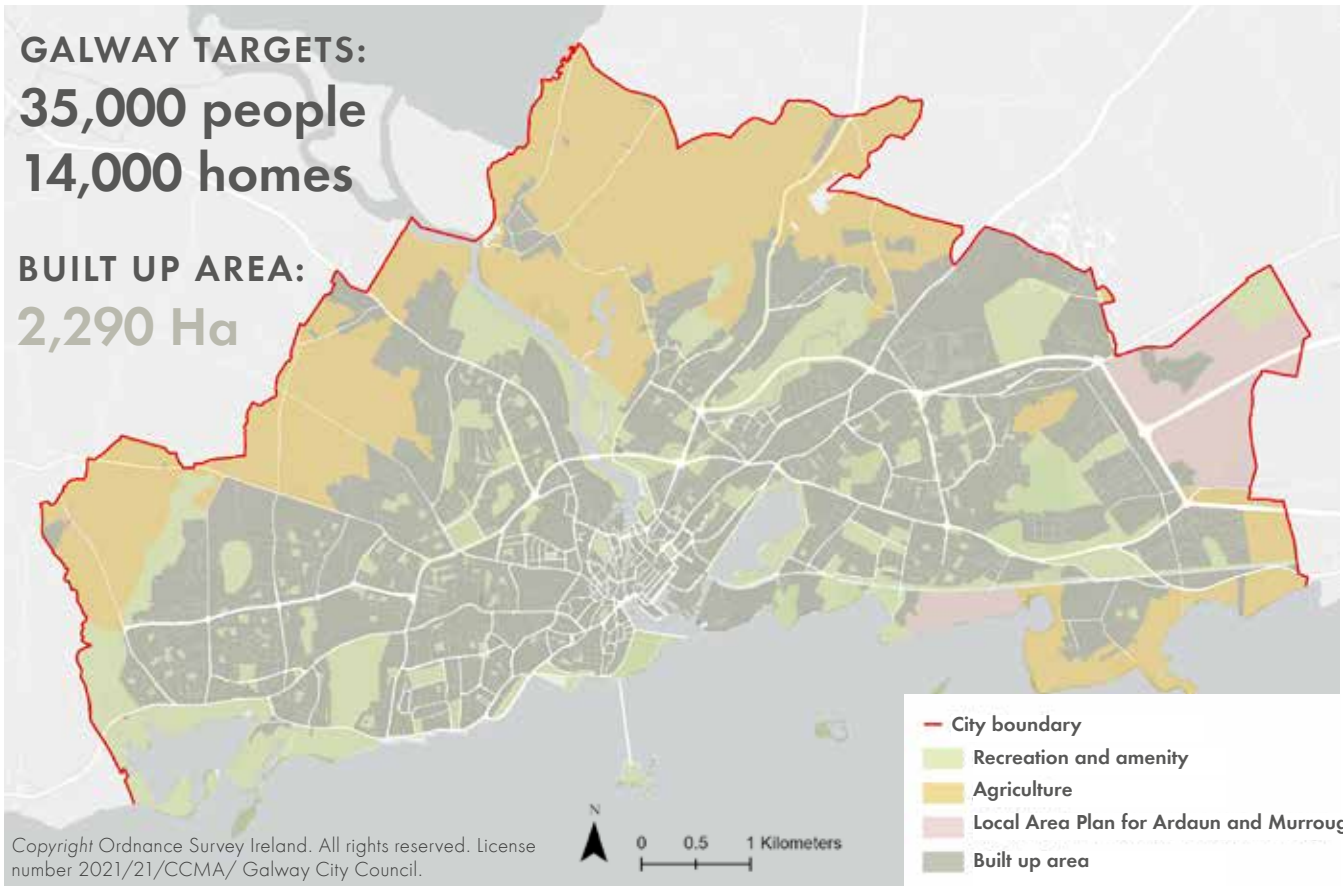 GALWAY TARGETS:
35,000 people
14,000 homes
BUILT UP AREA:
2,290 Ha
City boundary
Recreation and amenity
Agriculture
Local Area Plan for Ardaun and Murroug
Built up area
N
0 0.5 1 Kilometers
Copyright Ordnance Survey Ireland. All rights reserved. License
number 2021/21/CCMA/ Galway City Council.